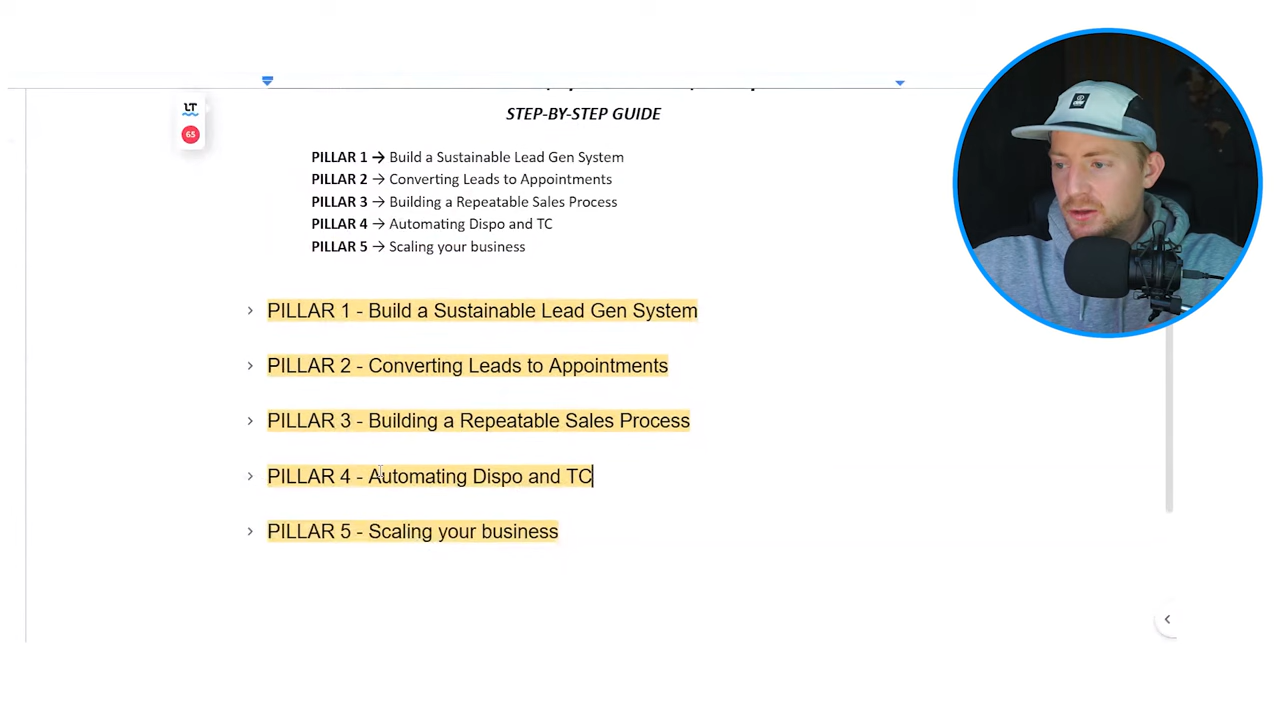 STEP-BY-STEP GUIDE
LT
65
PILLAR 1 → Build a Sustainable Lead Gen System
PILLAR 2 → Converting Leads to Appointments
PILLAR 3 → Building a Repeatable Sales Process
PILLAR 4 → Automating Dispo and TC
PILLAR 5 → Scaling your business
PILLAR 1 - Build a Sustainable Lead Gen System
PILLAR 2 - Converting Leads to Appointments
PILLAR 3 - Building a Repeatable Sales Process
PILLAR 4 - Automating Dispo and TC
PILLAR 5 - Scaling your business